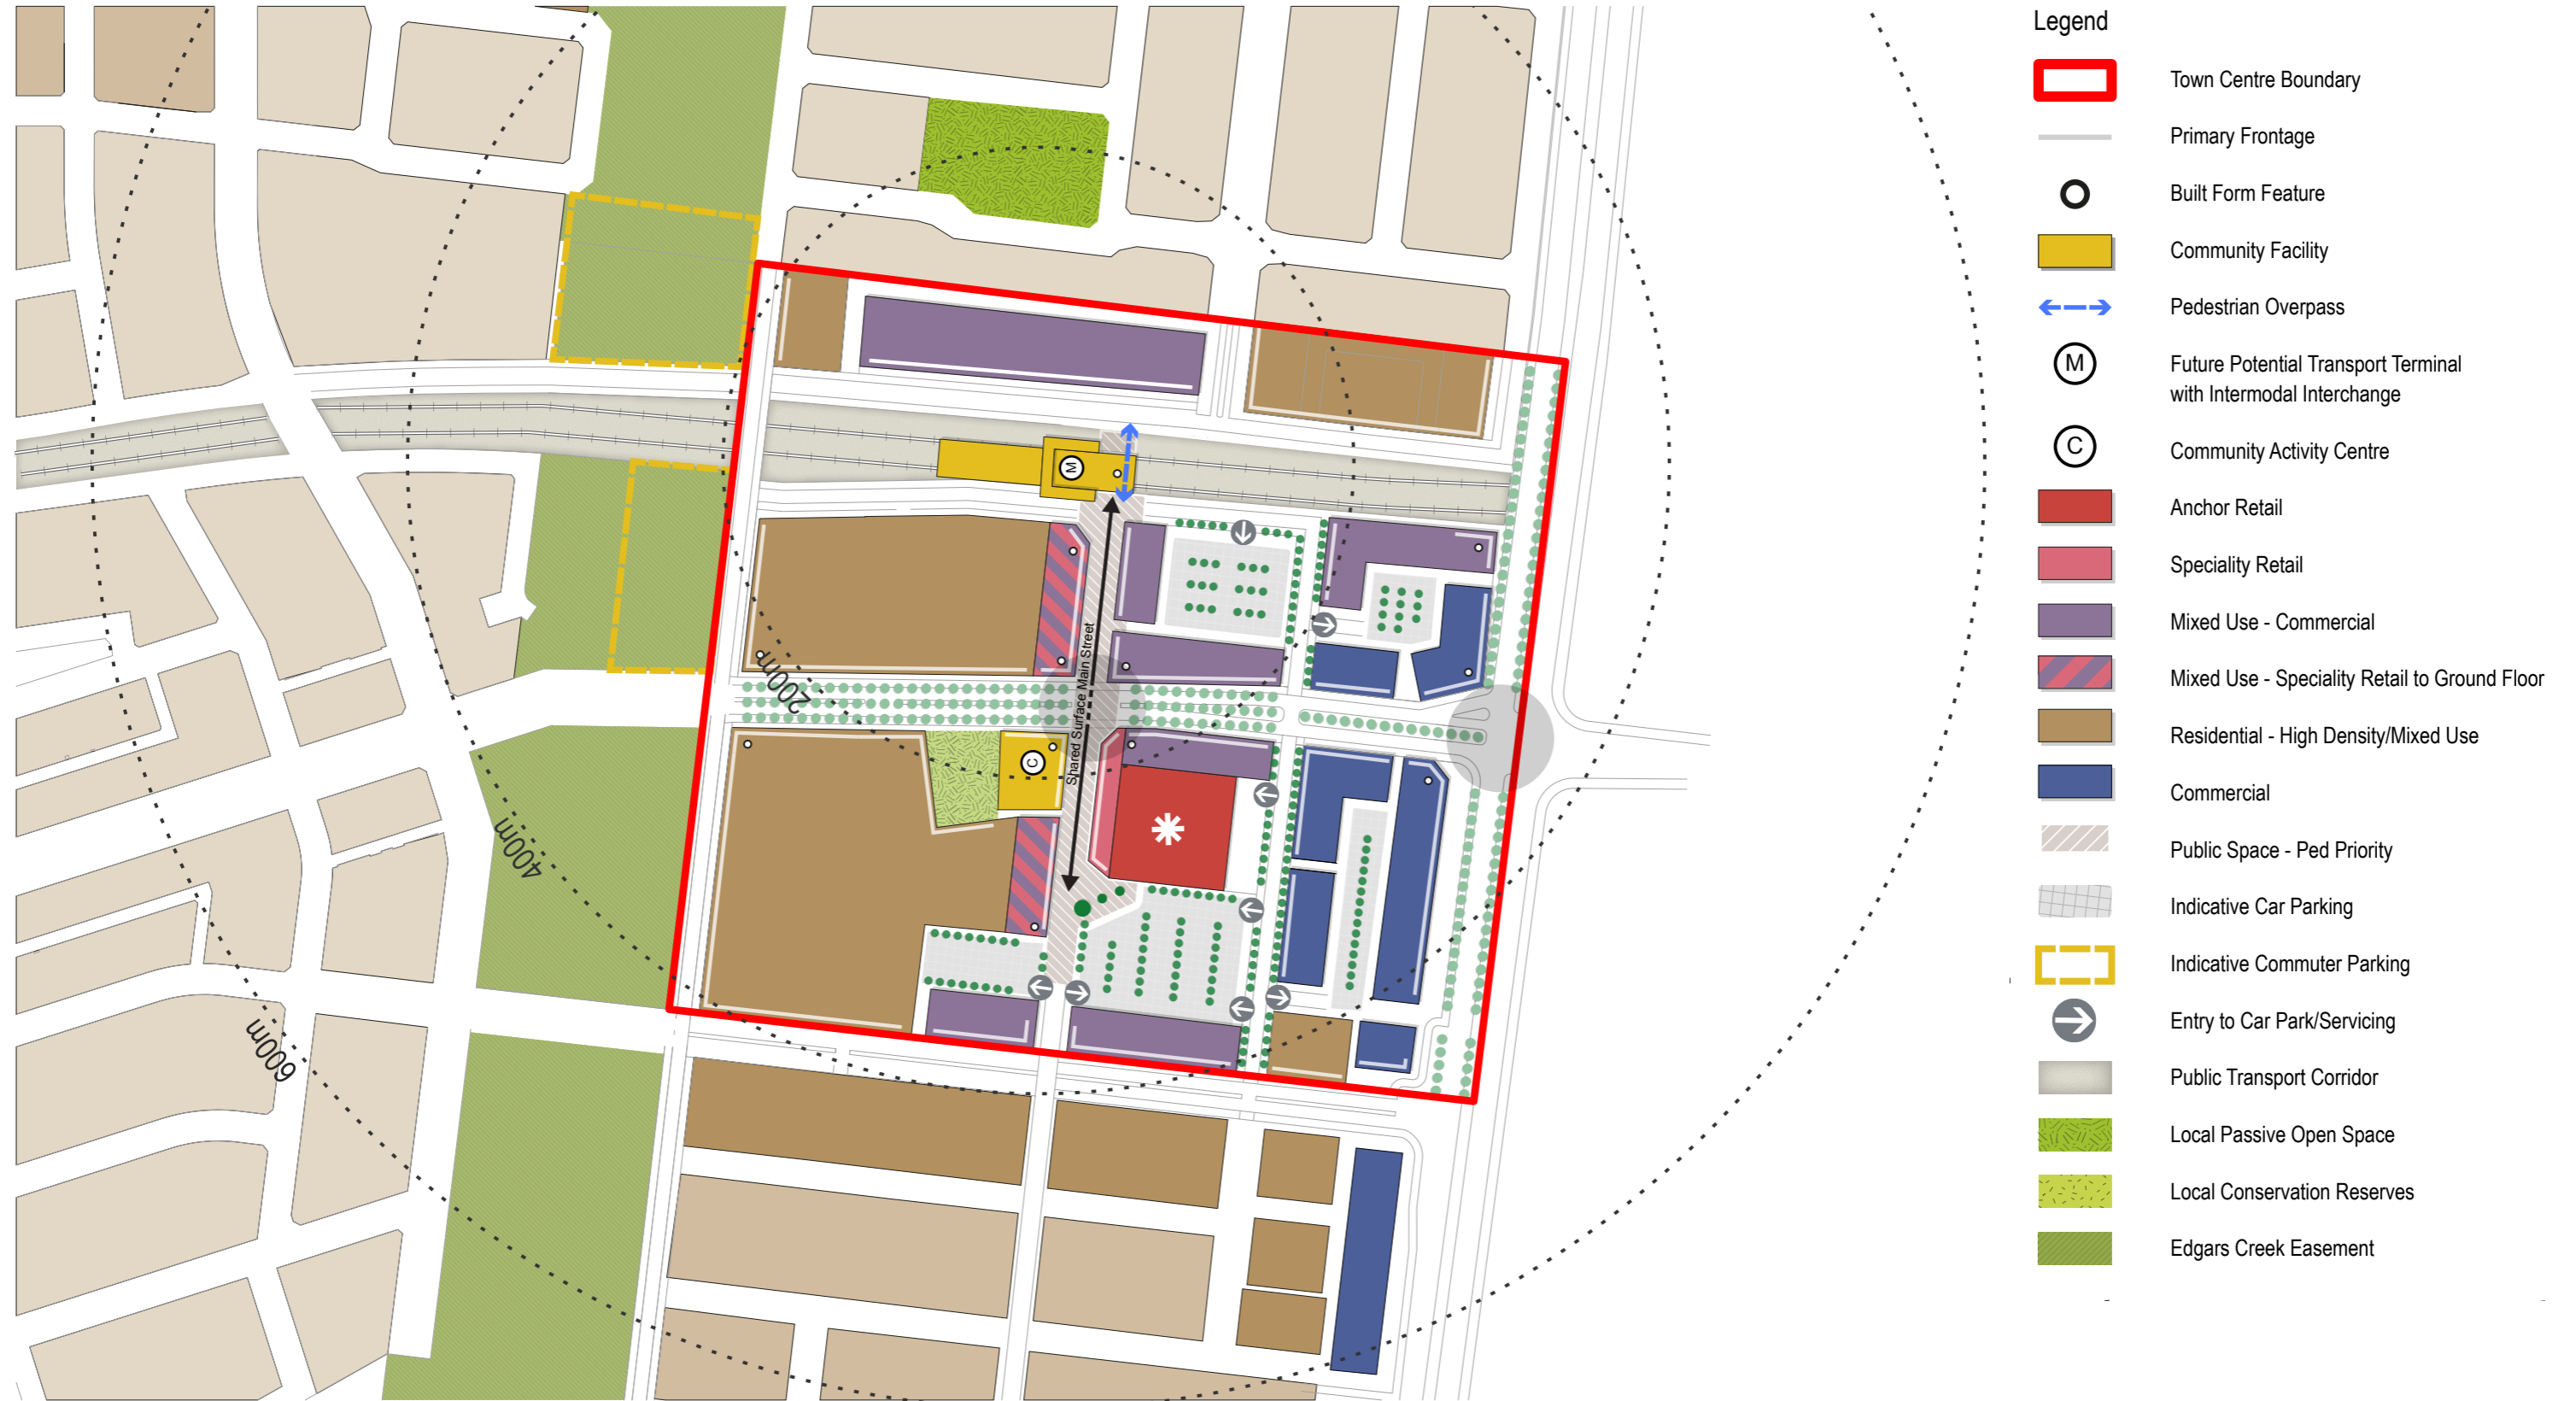 Legend
Town Centre Boundary
Primary Frontage
Built Form Feature
Community Facility
Pedestrian Overpass
M
Future Potential Transport Terminal
with Intermodal Interchange
C
Community Activity Centre
Anchor Retail
Speciality Retail
Mixed Use - Commercial
Mixed Use - Speciality Retail to Ground Floor
Residential - High Density/Mixed Use
Commercial
Public Space - Ped Priority
Indicative Car Parking
Indicative Commuter Parking
Entry to Car Park/Servicing
Public Transport Corridor
Local Passive Open Space
Local Conservation Reserves
Edgars Creek Easement
M
Shared Surface Main Street
200m
C
400m
600m